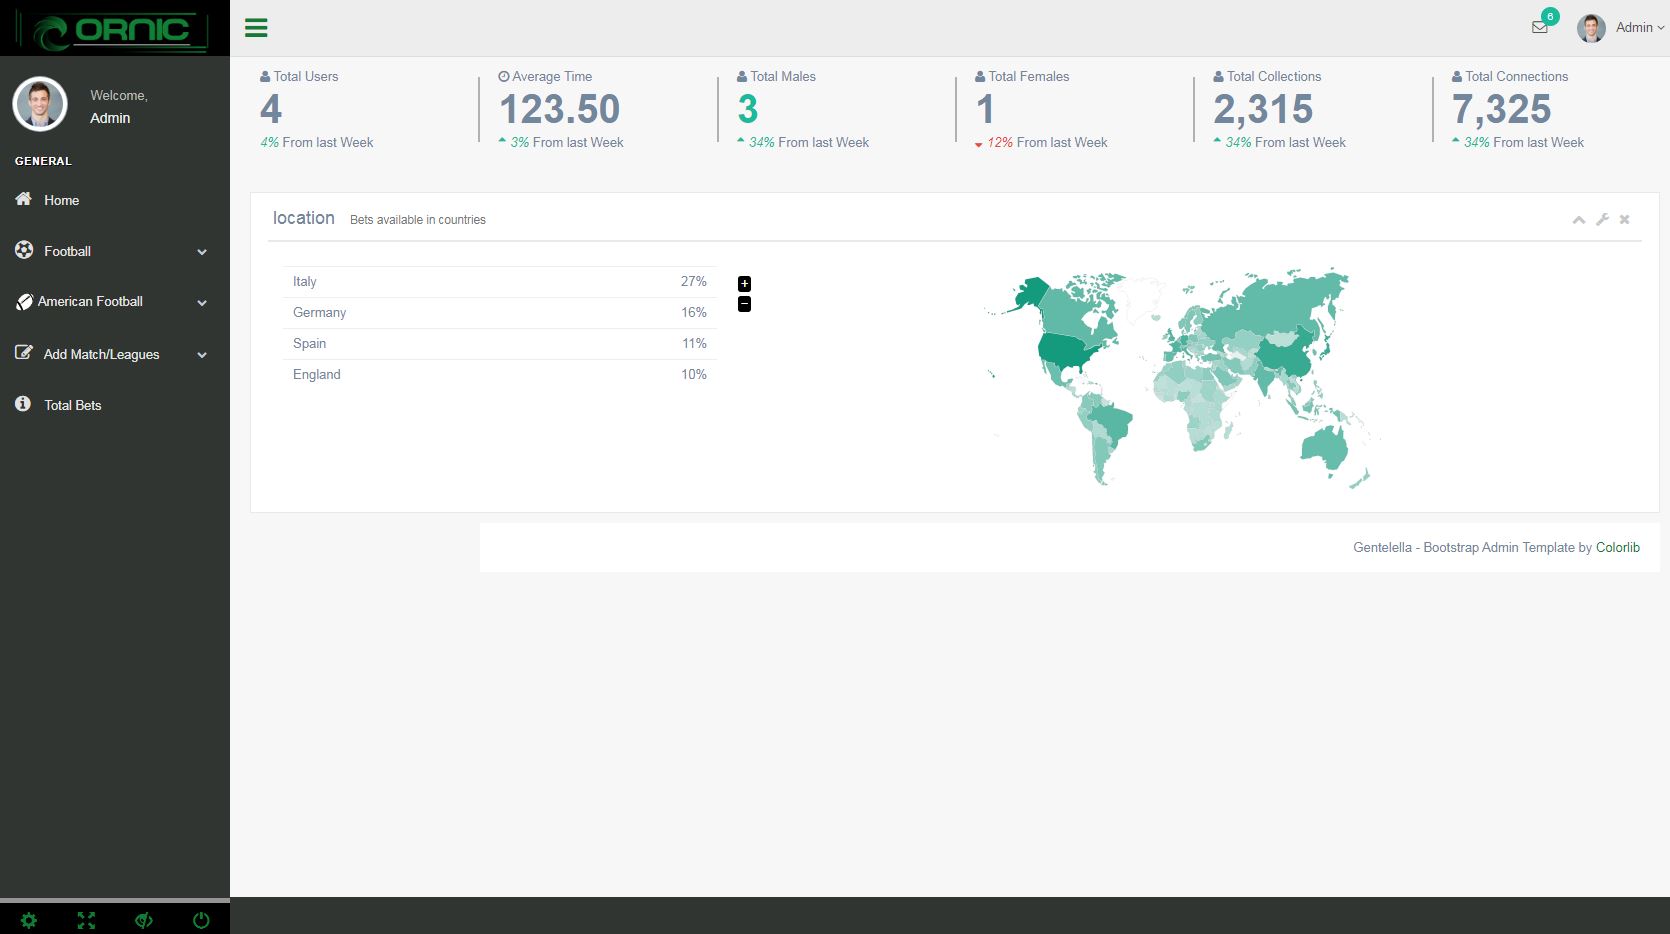 ORNIC
6
Admin
Welcome,
Admin
GENERAL
Home
Football
American Football
Add Match/Leagues
Total Bets
Total Users
4
4% From last Week
Average Time
123.50
3% From last Week
Total Males
3
34% From last Week
Total Females
1
12% From last Week
Total Collections
2,315
34% From last Week
Total Connections
7,325
34% From last Week
location Bets available in countries
Italy 27%
Germany 16%
Spain 11%
England 10%
+
−
Gentelella - Bootstrap Admin Template by Colorlib